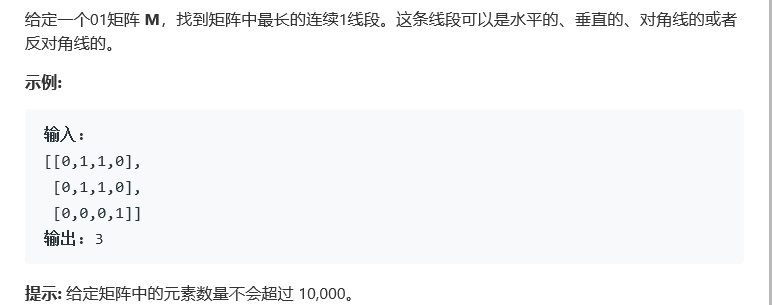 给定一个01矩阵 M，找到矩阵中最长的连续1线段。这条线段可以是水平的、垂直的、对角线的或者
反对角线的。
示例:
输入:
[[0,1,1,0],
 [0,1,1,0],
 [0,0,0,1]]
输出: 3
提示: 给定矩阵中的元素数量不会超过 10,000。